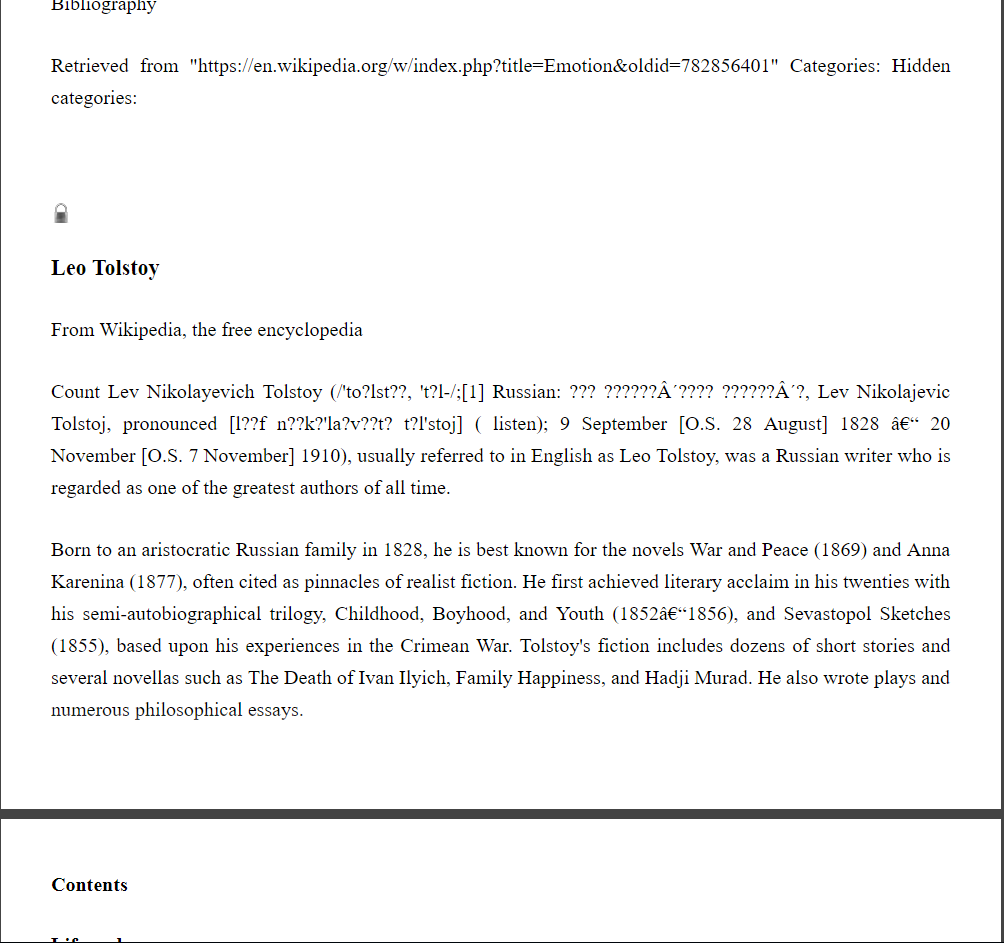 Bibliography
Retrieved from "https://en.wikipedia.org/w/index.php?title=Emotion&oldid=782856401" Categories: Hidden
categories:
Leo Tolstoy
From Wikipedia, the free encyclopedia
Count Lev Nikolayevich Tolstoy (/'to?lst??, 't?l-/;[1] Russian: ??? ??????Â´???? ??????Â´?, Lev Nikolajevic
Tolstoj, pronounced [l??f n??k?'la?v??t? t?l'stoj] ( listen); 9 September [O.S. 28 August] 1828 â€“ 20
November [O.S. 7 November] 1910), usually referred to in English as Leo Tolstoy, was a Russian writer who is
regarded as one of the greatest authors of all time.
Born to an aristocratic Russian family in 1828, he is best known for the novels War and Peace (1869) and Anna
Karenina (1877), often cited as pinnacles of realist fiction. He first achieved literary acclaim in his twenties with
his semi-autobiographical trilogy, Childhood, Boyhood, and Youth (1852â€“1856), and Sevastopol Sketches
(1855), based upon his experiences in the Crimean War. Tolstoy's fiction includes dozens of short stories and
several novellas such as The Death of Ivan Ilyich, Family Happiness, and Hadji Murad. He also wrote plays and
numerous philosophical essays.
Contents